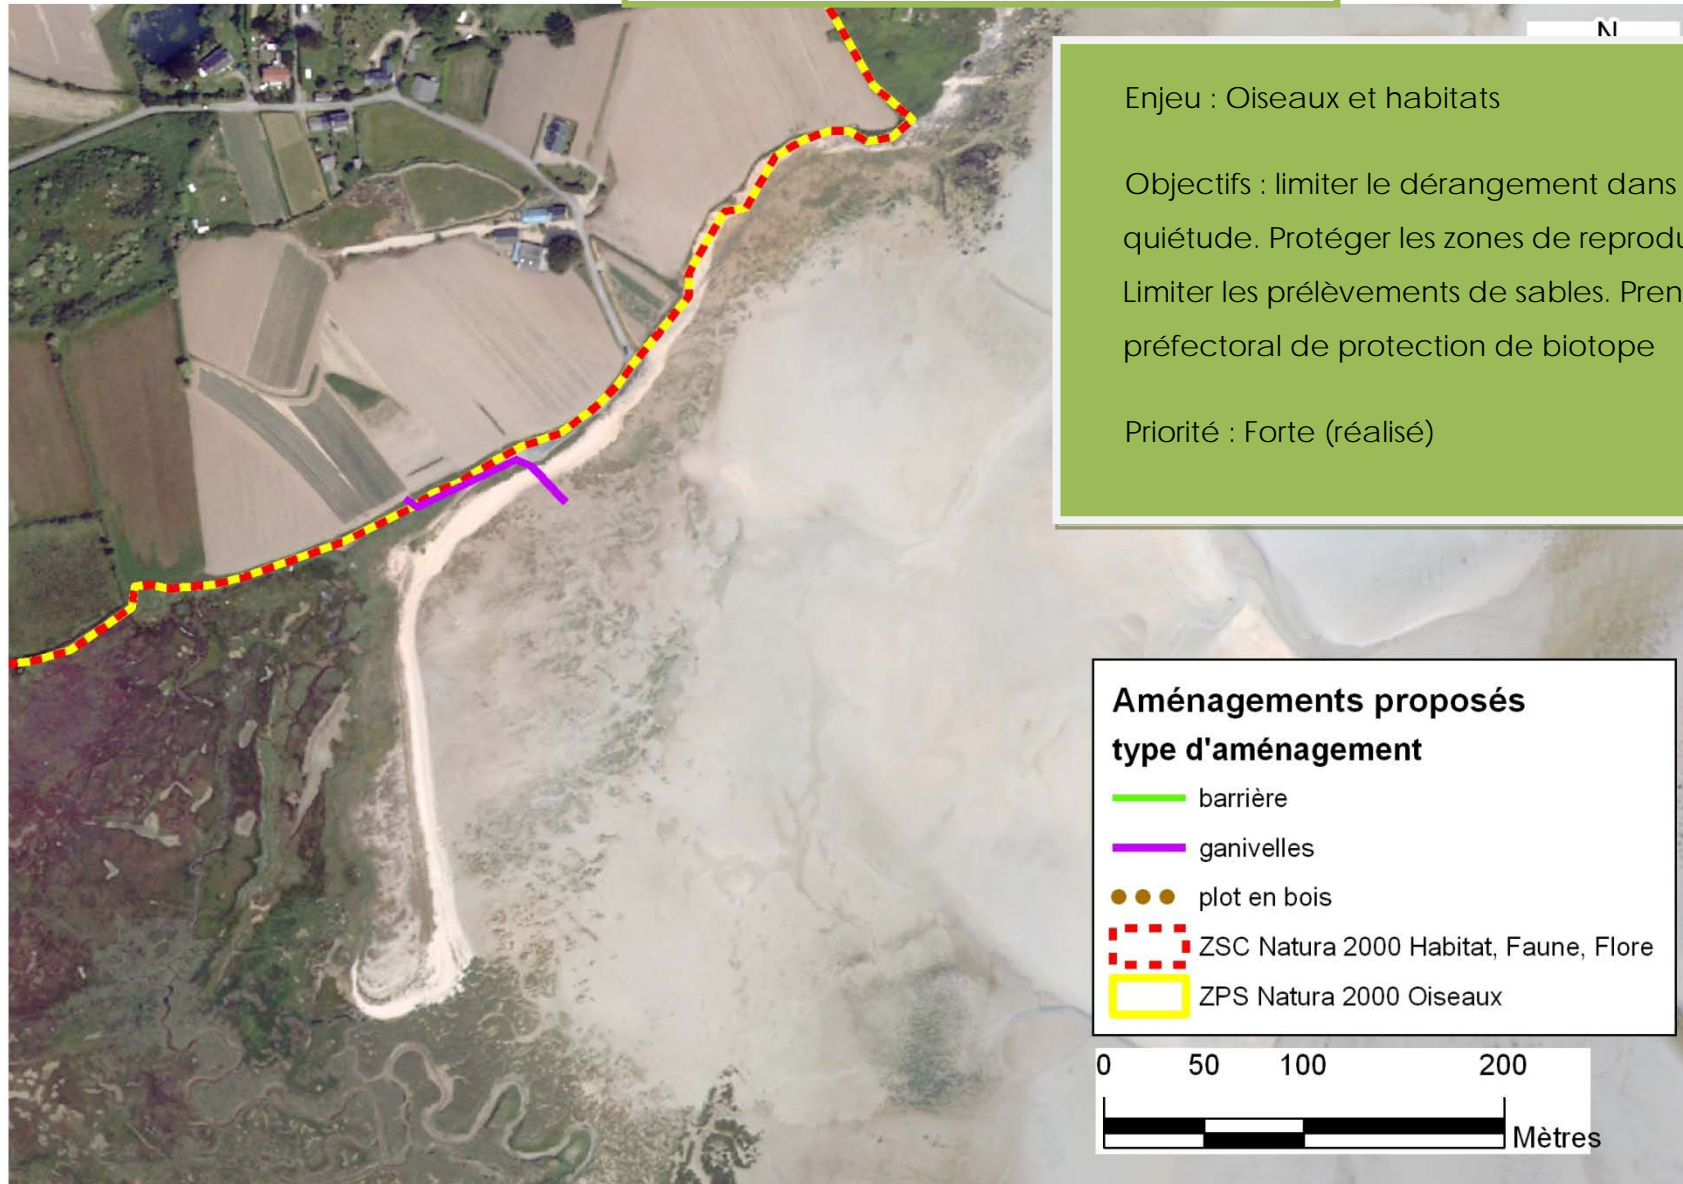 N
Enjeu : Oiseaux et habitats
Objectifs : limiter le dérangement dans
quiétude. Protéger les zones de reprodu
Limiter les prélèvements de sables. Pren
préfectoral de protection de biotope
Priorité : Forte (réalisé)
Aménagements proposés
type d'aménagement
barrière
ganivelles
plot en bois
ZSC Natura 2000 Habitat, Faune, Flore
ZPS Natura 2000 Oiseaux
0 50 100 200
Mètres